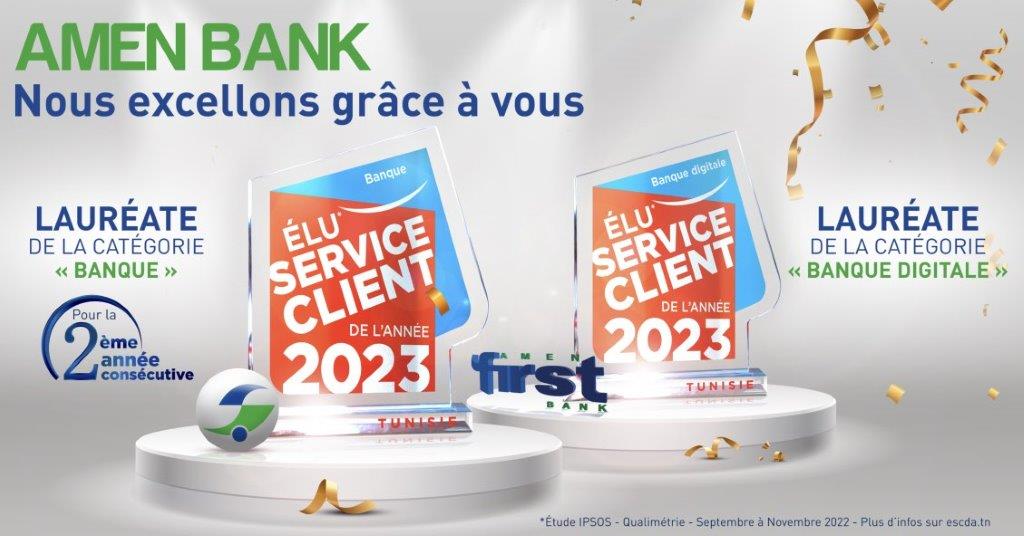 AMEN BANK
Nous excellons grâce à vous
LAURÉATE
DE LA CATÉGORIE
« BANQUE »
Pour la
2ème
année
consécutive
Banque
ÉLU*
SERVICE
CLIENT
DE L'ANNÉE
2023
TUNISIE
Banque digitale
ÉLU*
SERVICE
CLIENT
DE L'ANNÉE
2023
TUNISIE
AMEN
first
BANK
LAURÉATE
DE LA CATÉGORIE
« BANQUE DIGITALE »
*Étude IPSOS - Qualimétrie - Septembre à Novembre 2022 - Plus d'infos sur escda.tn